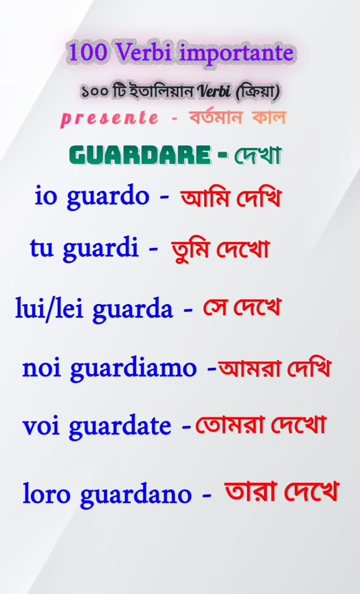 100 Verbi importante
১০০ টি ইতালিয়ান Verbi (ক্রিয়া)
presente - বর্তমান কাল
GUARDARE - দেখা
io guardo - আমি দেখি
tu guardi - তুমি দেখো
lui/lei guarda - সে দেখে
noi guardiamo - আমরা দেখি
voi guardate - তোমরা দেখো
loro guardano - তারা দেখে